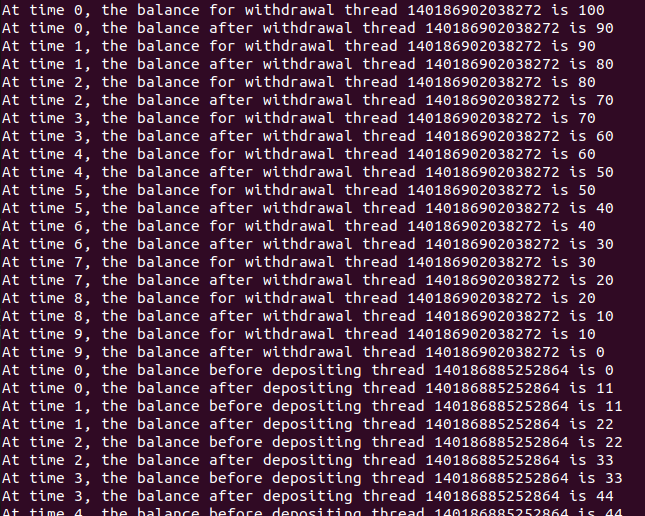 At time 0, the balance for withdrawal thread 140186902038272 is 100
At time 0, the balance after withdrawal thread 140186902038272 is 90
At time 1, the balance for withdrawal thread 140186902038272 is 90
At time 1, the balance after withdrawal thread 140186902038272 is 80
At time 2, the balance for withdrawal thread 140186902038272 is 80
At time 2, the balance after withdrawal thread 140186902038272 is 70
At time 3, the balance for withdrawal thread 140186902038272 is 70
At time 3, the balance after withdrawal thread 140186902038272 is 60
At time 4, the balance for withdrawal thread 140186902038272 is 60
At time 4, the balance after withdrawal thread 140186902038272 is 50
At time 5, the balance for withdrawal thread 140186902038272 is 50
At time 5, the balance after withdrawal thread 140186902038272 is 40
At time 6, the balance for withdrawal thread 140186902038272 is 40
At time 6, the balance after withdrawal thread 140186902038272 is 30
At time 7, the balance for withdrawal thread 140186902038272 is 30
At time 7, the balance after withdrawal thread 140186902038272 is 20
At time 8, the balance for withdrawal thread 140186902038272 is 20
At time 8, the balance after withdrawal thread 140186902038272 is 10
At time 9, the balance for withdrawal thread 140186902038272 is 10
At time 9, the balance after withdrawal thread 140186902038272 is 0
At time 0, the balance before depositing thread 140186885252864 is 0
At time 0, the balance after depositing thread 140186885252864 is 11
At time 1, the balance before depositing thread 140186885252864 is 11
At time 1, the balance after depositing thread 140186885252864 is 22
At time 2, the balance before depositing thread 140186885252864 is 22
At time 2, the balance after depositing thread 140186885252864 is 33
At time 3, the balance before depositing thread 140186885252864 is 33
At time 3, the balance after depositing thread 140186885252864 is 44
At time 4, the balance before depositing thread 140186885252864 is 44